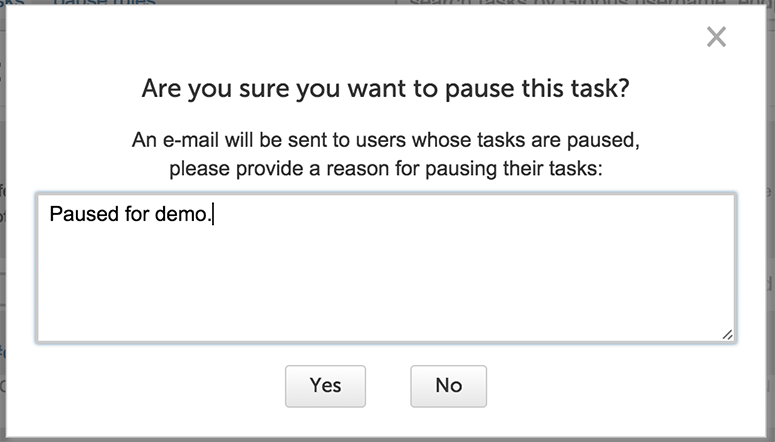 Are you sure you want to pause this task?
An e-mail will be sent to users whose tasks are paused,
please provide a reason for pausing their tasks:
Paused for demo.
Yes
No